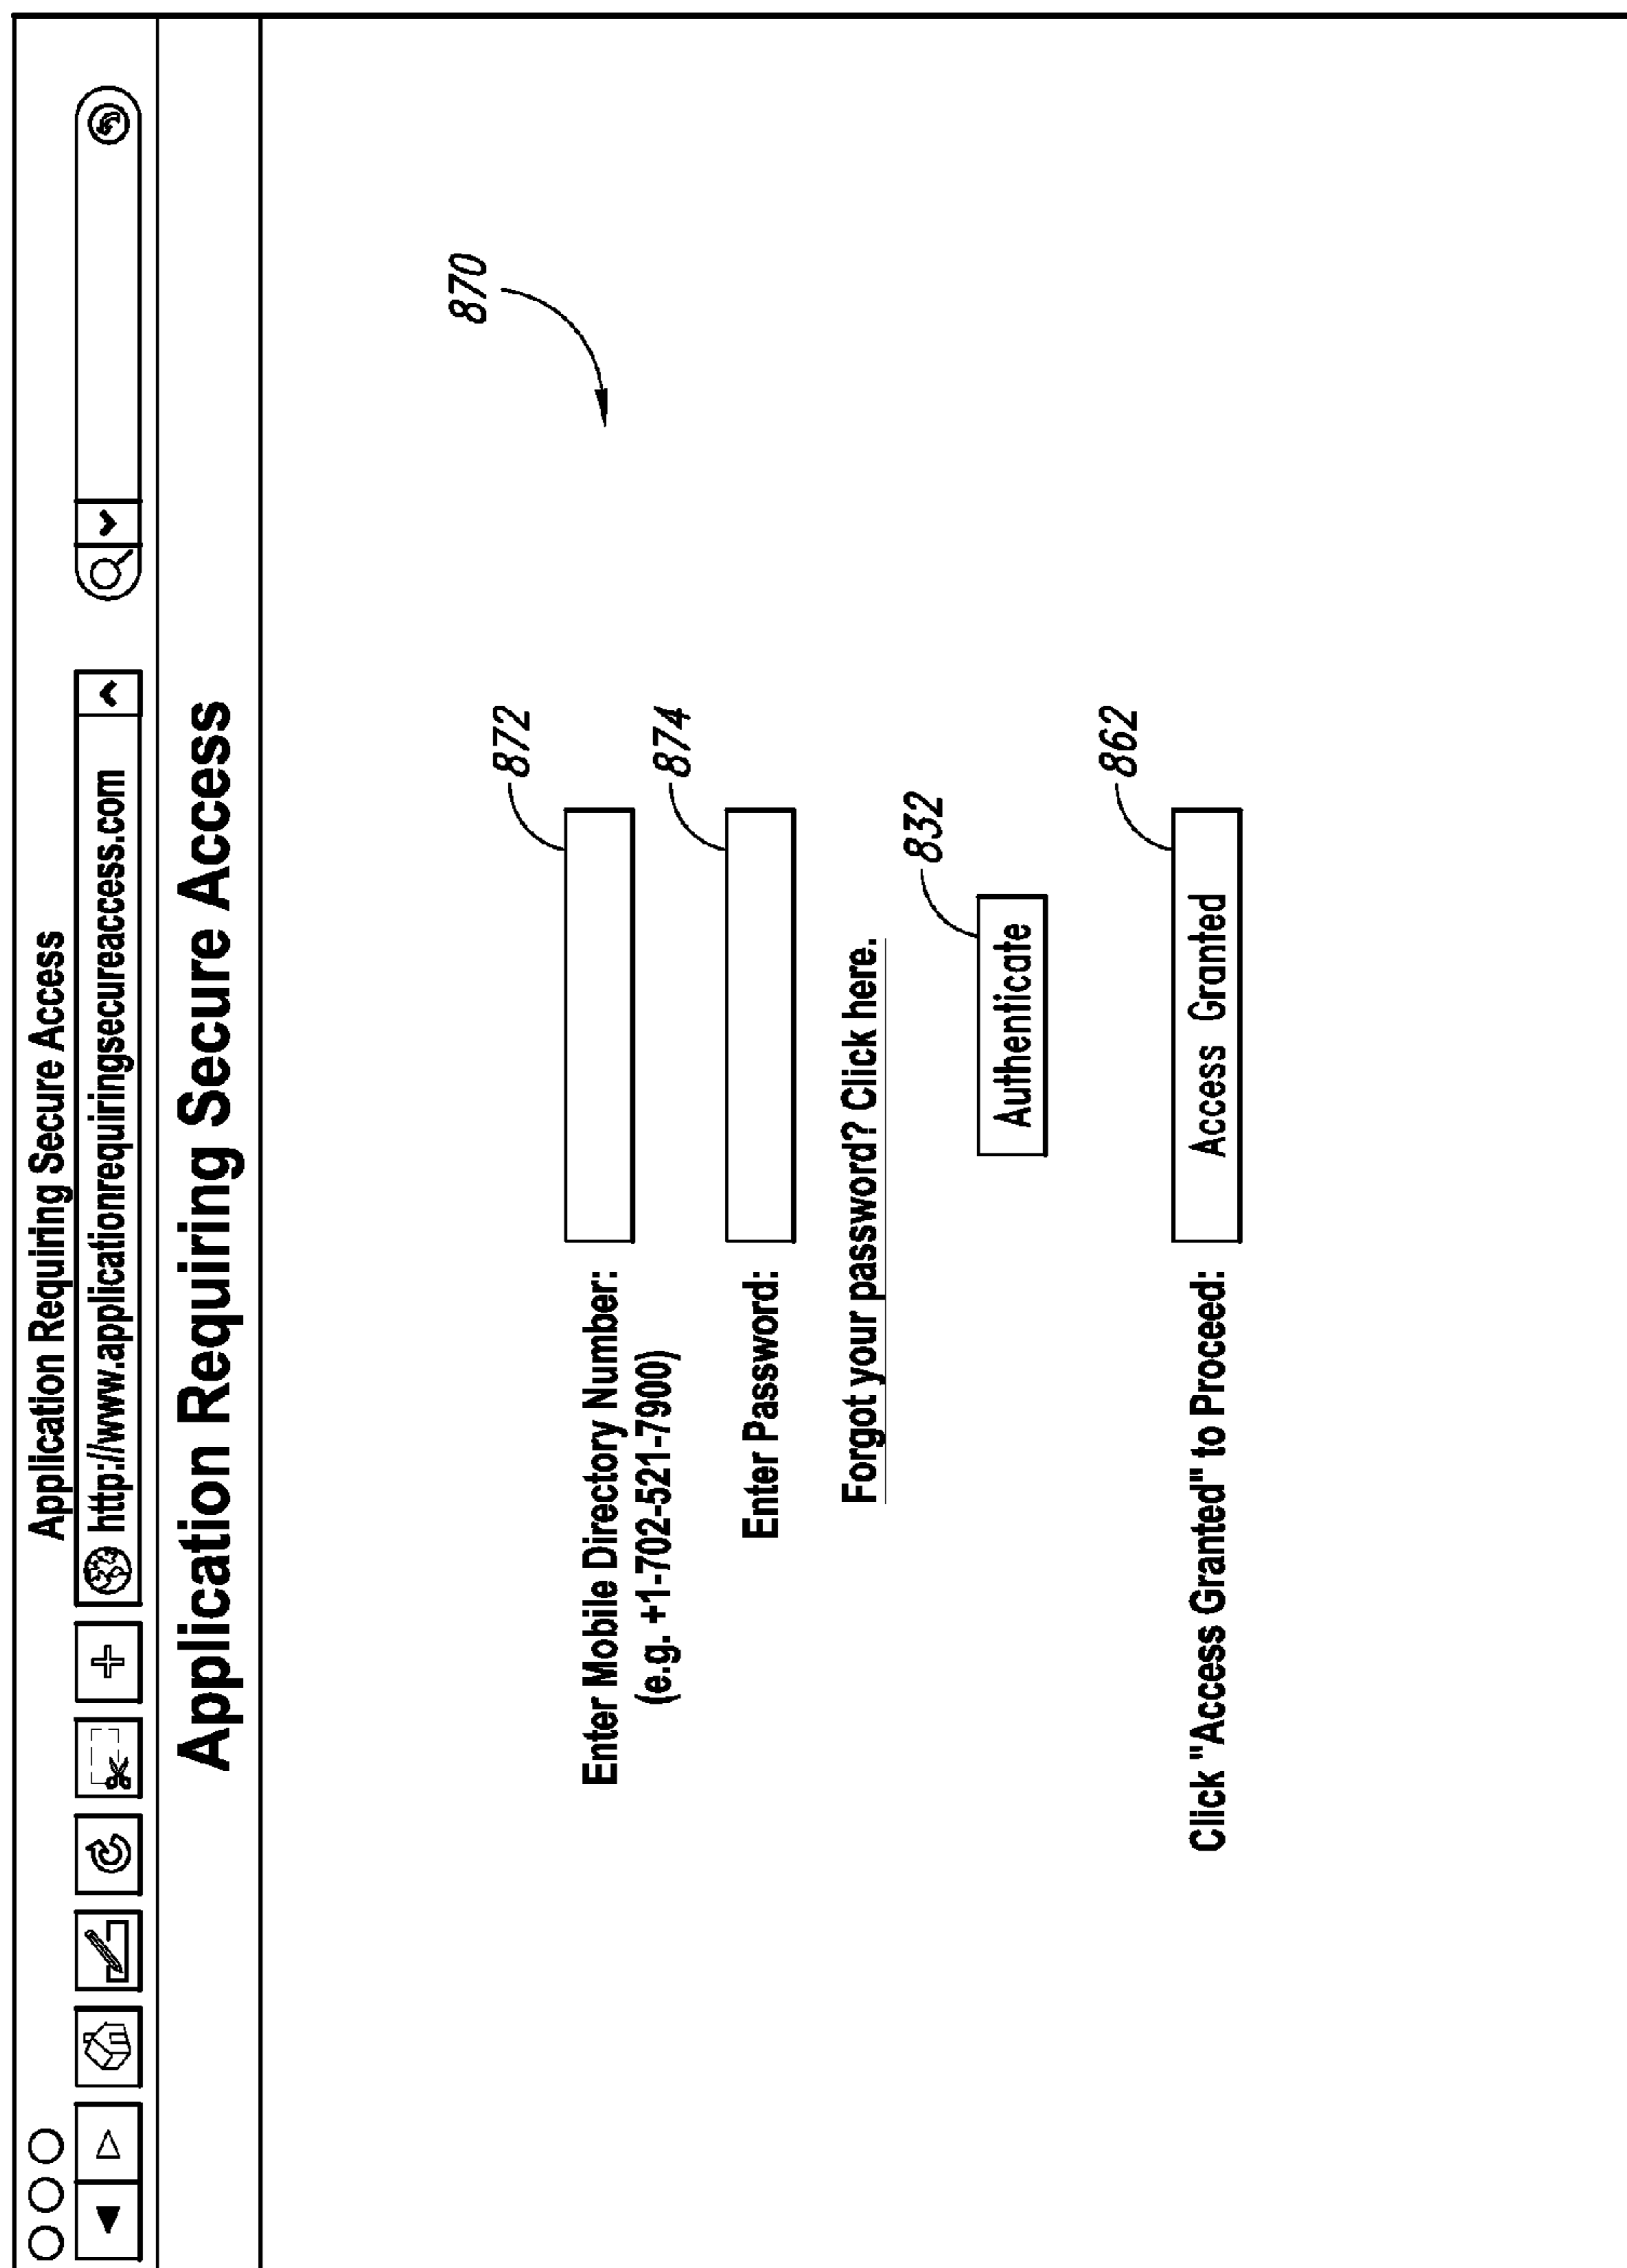 Application Requiring Secure Access
http://www.applicationrequiringsecureaccess.com
Application Requiring Secure Access
870
872
Enter Mobile Directory Number:
(e.g. +1-702-521-7900)
874
Enter Password:
Forgot your password? Click here.
832
Authenticate
862
Click "Access Granted" to Proceed:
Access Granted